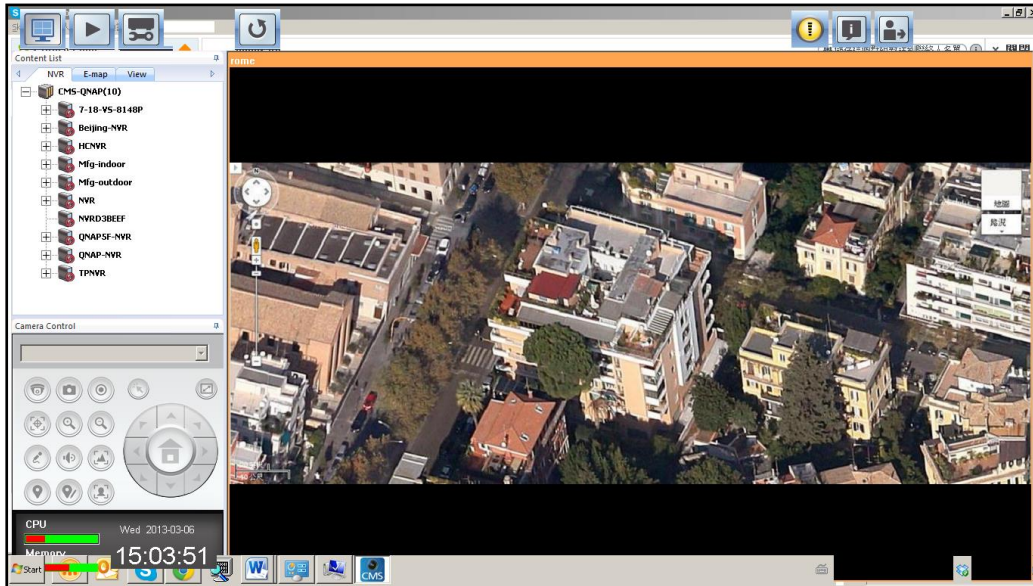 Content List
NVR E-map View
CMS-QNAP(10)
7-18-VS-8148P
Beijing-NVR
HCNVR
Mfg-indoor
Mfg-outdoor
NVR
NVRD3BEEF
QNAP5F-NVR
QNAP-NVR
TPNVR
Camera Control
CPU
Wed 2013-03-06
Memory
15:03:51
Start
CMS
rome
地圖
路況